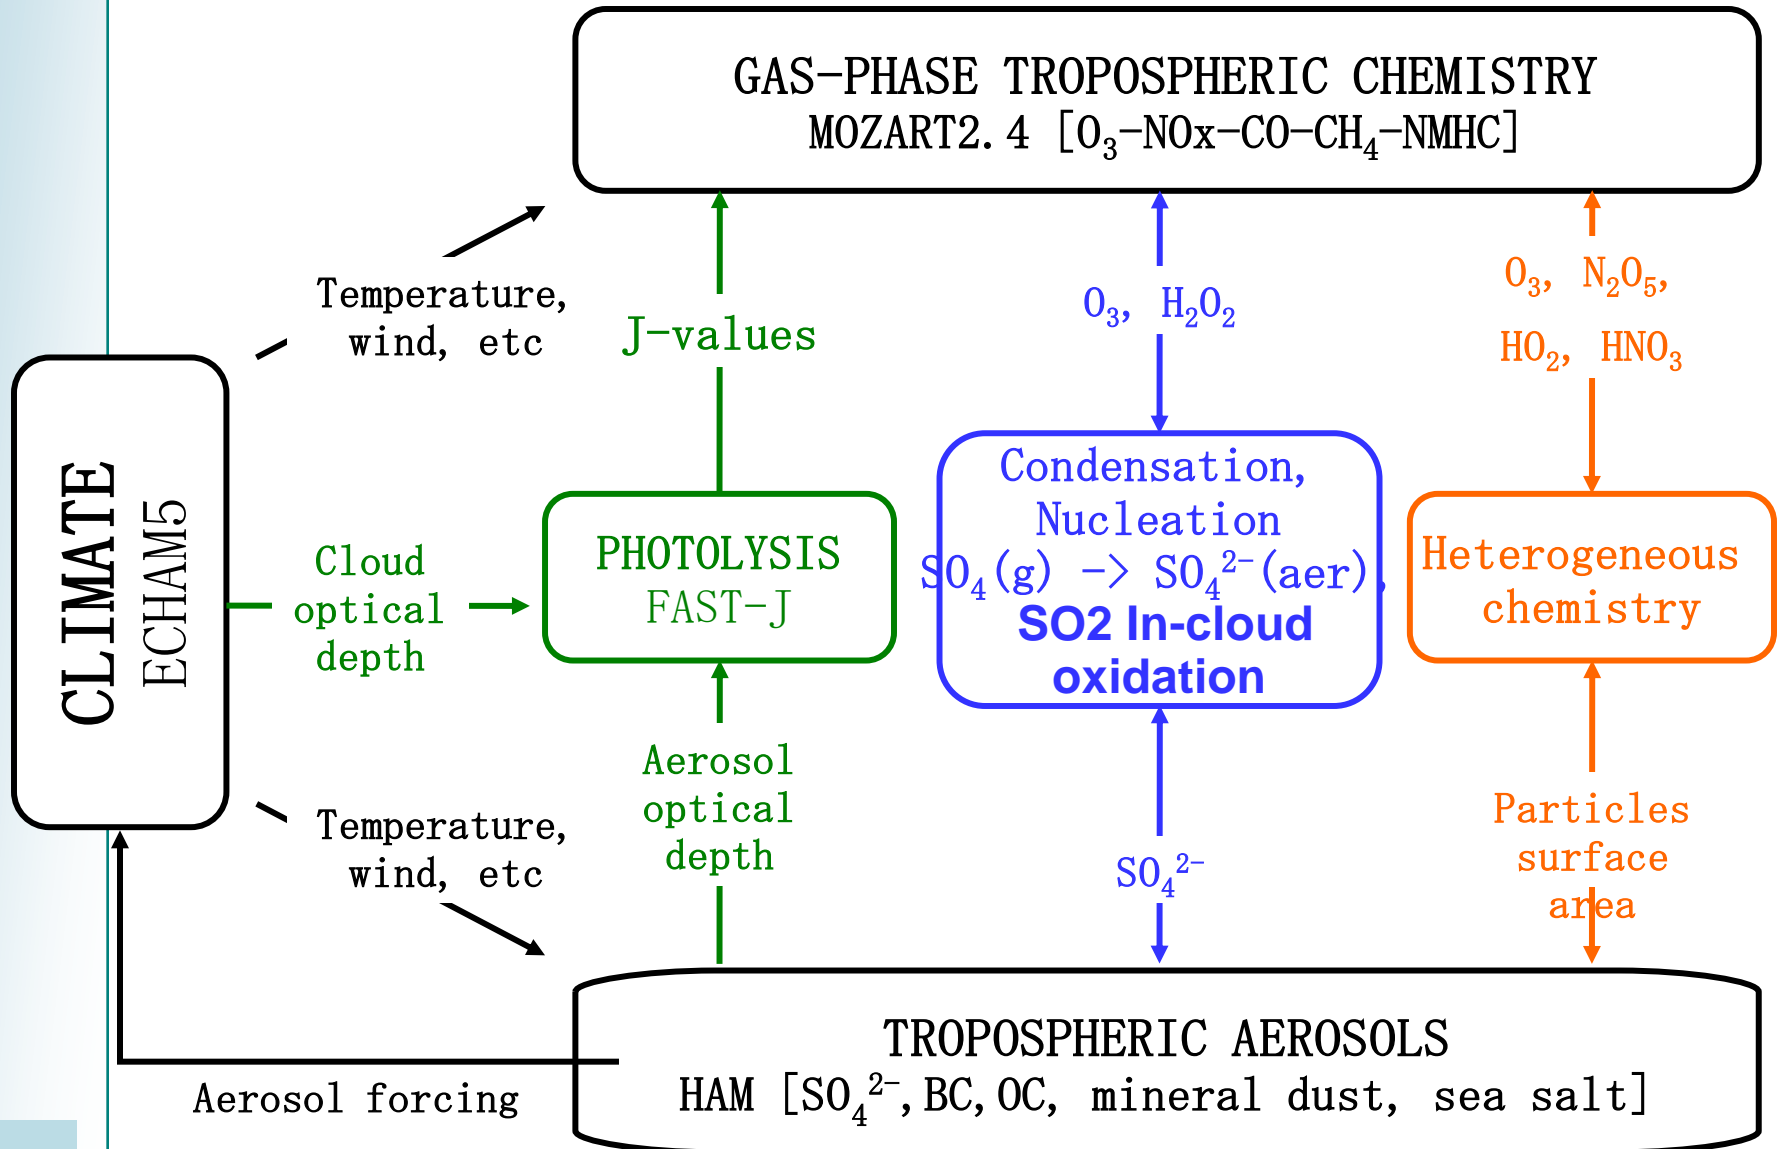 GAS-PHASE TROPOSPHERIC CHEMISTRY
MOZART2.4 [O₃-NOx-CO-CH₄-NMHC]
Temperature,
wind, etc
J-values
O₃, H₂O₂
O₃, N₂O₅,
HO₂, HNO₃
CLIMATE
ECHAM5
Cloud
optical
depth
PHOTOLYSIS
FAST-J
Condensation,
Nucleation
SO₄(g) -> SO₄²⁻(aer),
SO2 In-cloud
oxidation
Heterogeneous
chemistry
Temperature,
wind, etc
Aerosol
optical
depth
SO₄²⁻
Particles
surface
area
Aerosol forcing
TROPOSPHERIC AEROSOLS
HAM [SO₄²⁻,BC,OC, mineral dust, sea salt]